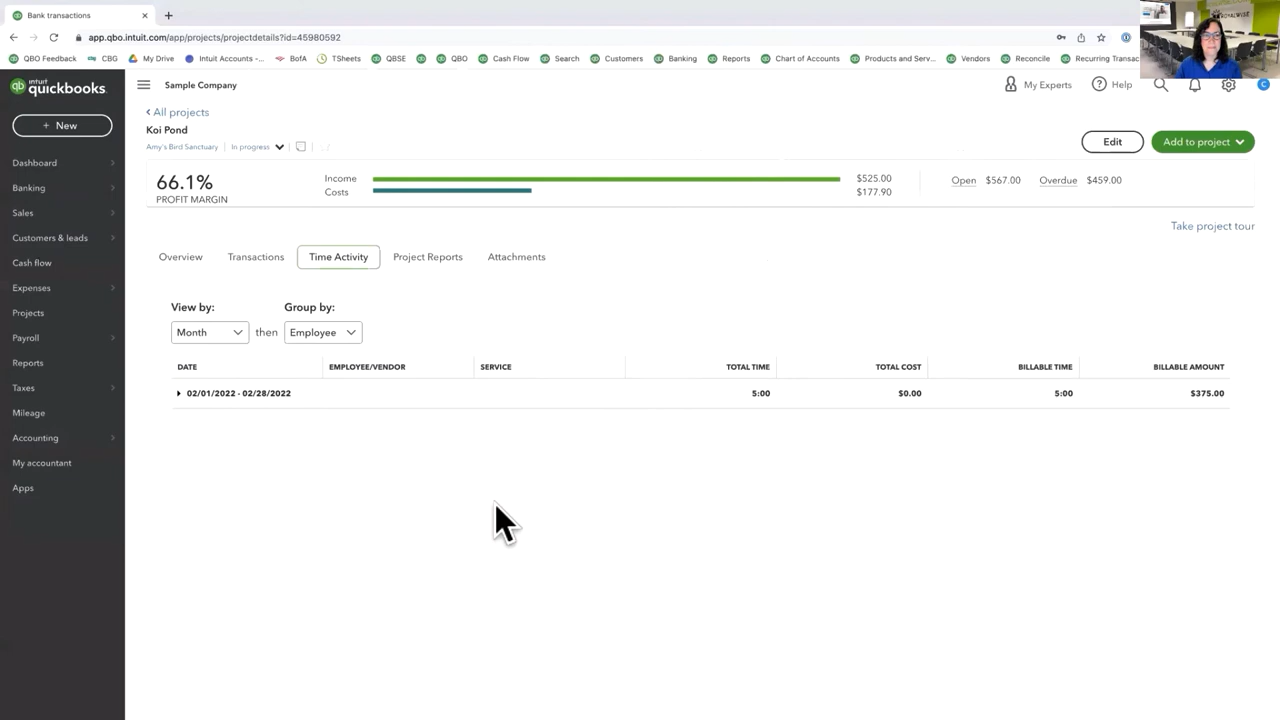 Bank transactions
app.qbo.intuit.com/app/projects/projectdetails?id=45980592
QBO Feedback CBG My Drive Intuit Accounts -... BofA TSheets QBSE QBO Cash Flow Search Customers Banking Reports Chart of Accounts Products and Serv... Vendors Reconcile Recurring Transac
intuit quickbooks.
Sample Company
My Experts
Help
C
+ New
Dashboard
Banking
Sales
Customers & leads
Cash flow
Expenses
Projects
Payroll
Reports
Taxes
Mileage
Accounting
My accountant
Apps
All projects
Koi Pond
Amy's Bird Sanctuary In progress
Edit
Add to project
66.1%
PROFIT MARGIN
Income $525.00
Costs $177.90
Open $567.00 Overdue $459.00
Take project tour
Overview Transactions Time Activity Project Reports Attachments
View by: Group by:
Month then Employee
DATE EMPLOYEE/VENDOR SERVICE TOTAL TIME TOTAL COST BILLABLE TIME BILLABLE AMOUNT
02/01/2022 - 02/28/2022 5:00 $0.00 5:00 $375.00